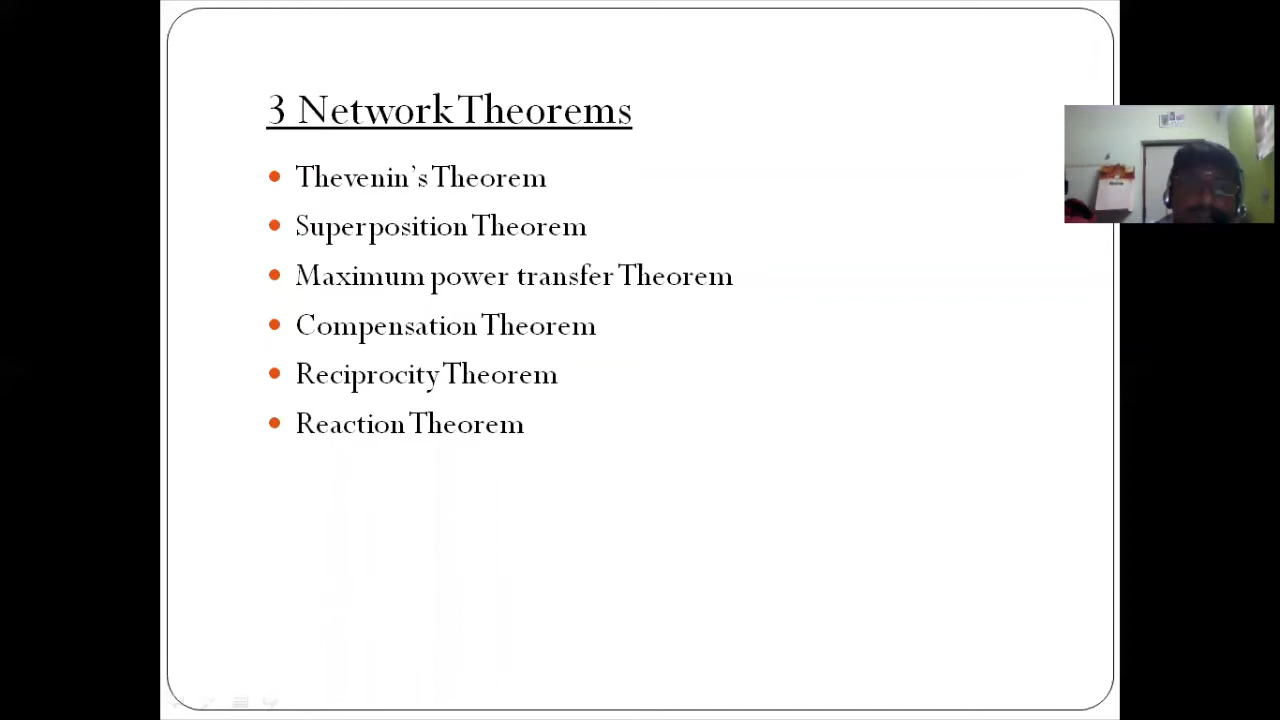 3 Network Theorems
Thevenin's Theorem
Superposition Theorem
Maximum power transfer Theorem
Compensation Theorem
Reciprocity Theorem
Reaction Theorem